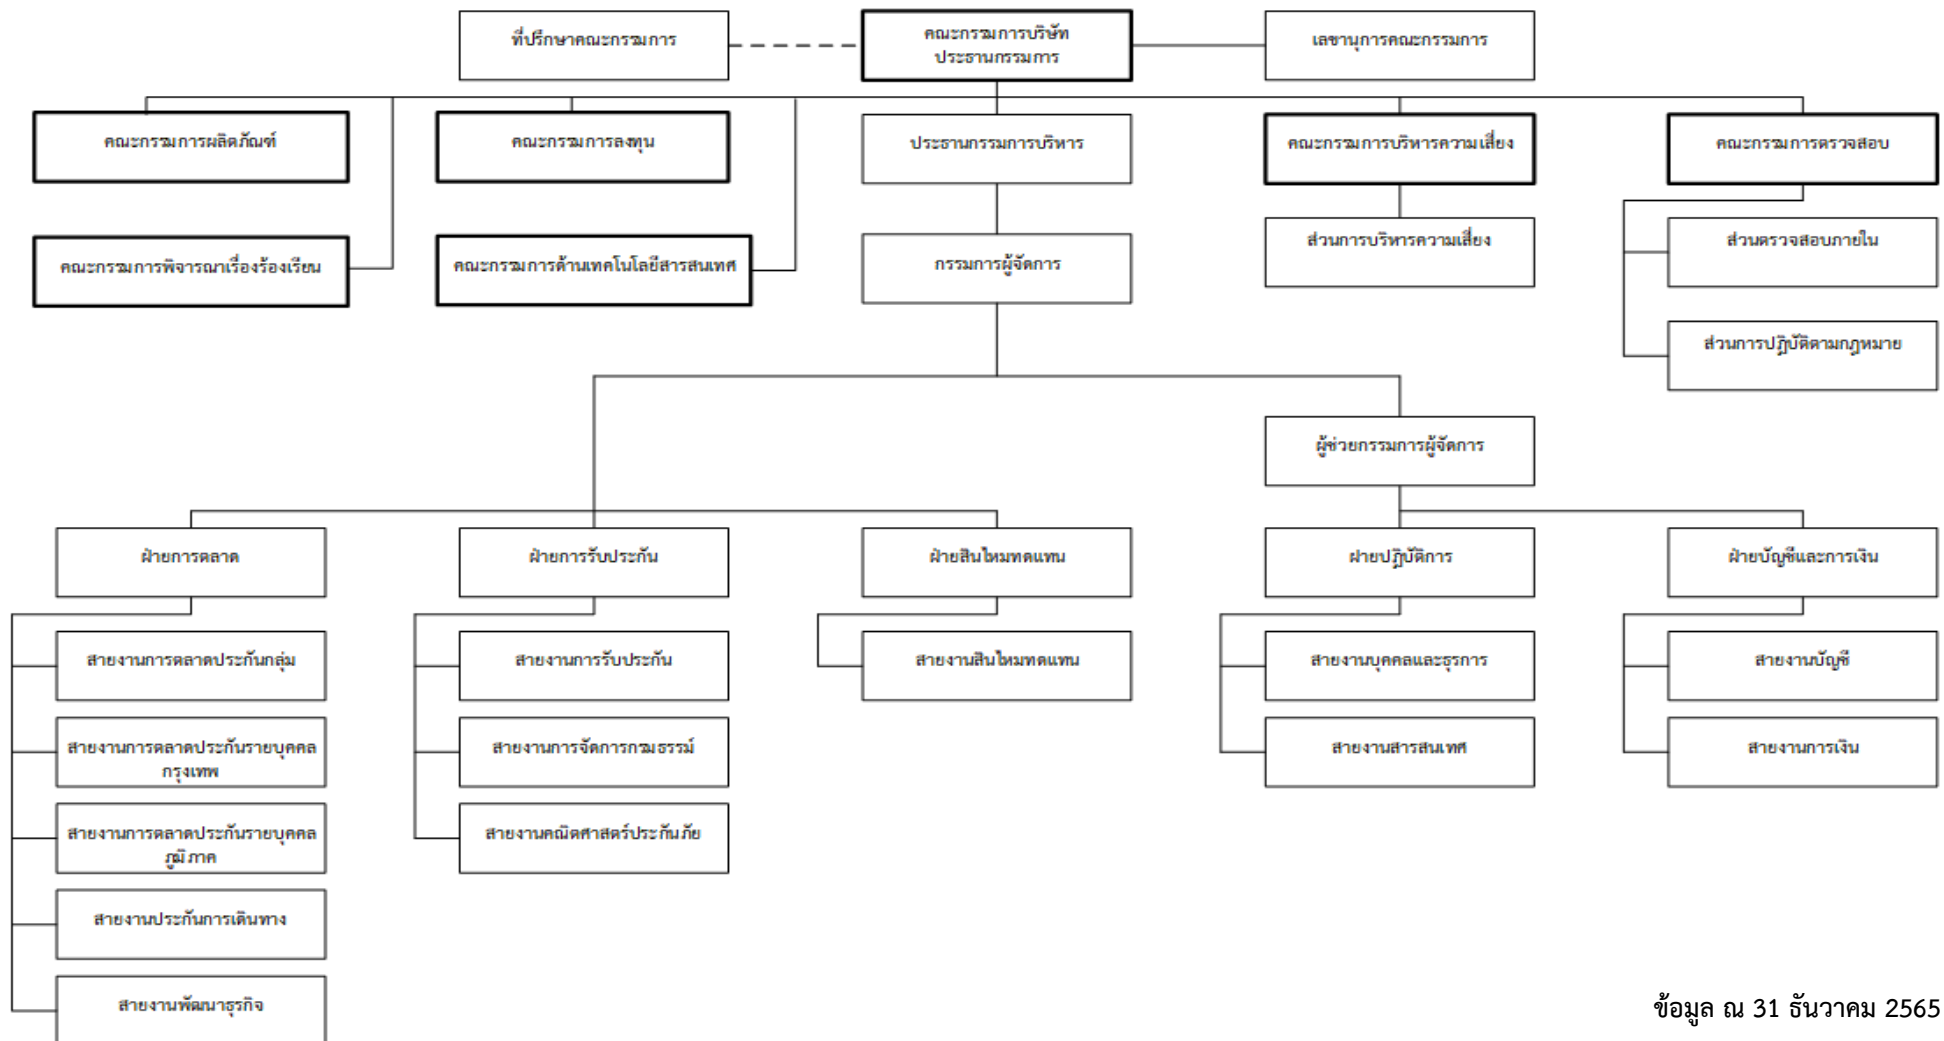 ที่ปรึกษาคณะกรรมการ
คณะกรรมการบริษัท
ประธานกรรมการ
เลขานุการคณะกรรมการ
คณะกรรมการผลิตภัณฑ์
คณะกรรมการลงทุน
ประธานกรรมการบริหาร
คณะกรรมการบริหารความเสี่ยง
คณะกรรมการตรวจสอบ
คณะกรรมการพิจารณาเรื่องร้องเรียน
คณะกรรมการด้านเทคโนโลยีสารสนเทศ
กรรมการผู้จัดการ
ส่วนการบริหารความเสี่ยง
ส่วนตรวจสอบภายใน
ส่วนการปฏิบัติตามกฎหมาย
ผู้ช่วยกรรมการผู้จัดการ
ฝ่ายการตลาด
ฝ่ายการรับประกัน
ฝ่ายสินไหมทดแทน
ฝายปฏิบัติการ
ฝ่ายบัญชีและการเงิน
สายงานการตลาดประกันกลุ่ม
สายงานการรับประกัน
สายงานสินไหมทดแทน
สายงานบุคคลและธุรการ
สายงานบัญชี
สายงานการตลาดประกันรายบุคคล
กรุงเทพ
สายงานการจัดการกรมธรรม์
สายงานสารสนเทศ
สายงานการเงิน
สายงานการตลาดประกันรายบุคคล
ภูมิภาค
สายงานคณิตศาสตร์ประกันภัย
สายงานประกันการเดินทาง
สายงานพัฒนาธุรกิจ
ข้อมูล ณ 31 ธันวาคม 2565